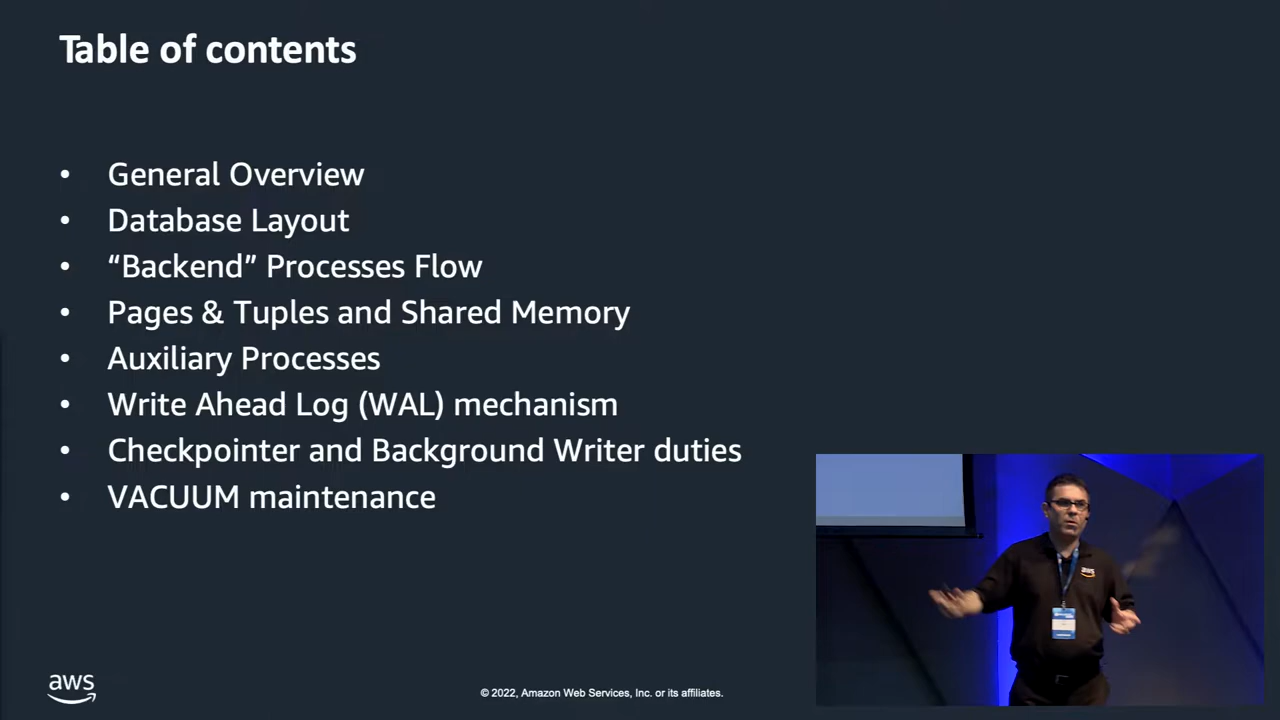 Table of contents
• General Overview
• Database Layout
• “Backend” Processes Flow
• Pages & Tuples and Shared Memory
• Auxiliary Processes
• Write Ahead Log (WAL) mechanism
• Checkpointer and Background Writer duties
• VACUUM maintenance
aws
aws
© 2022, Amazon Web Services, Inc. or its affiliates.